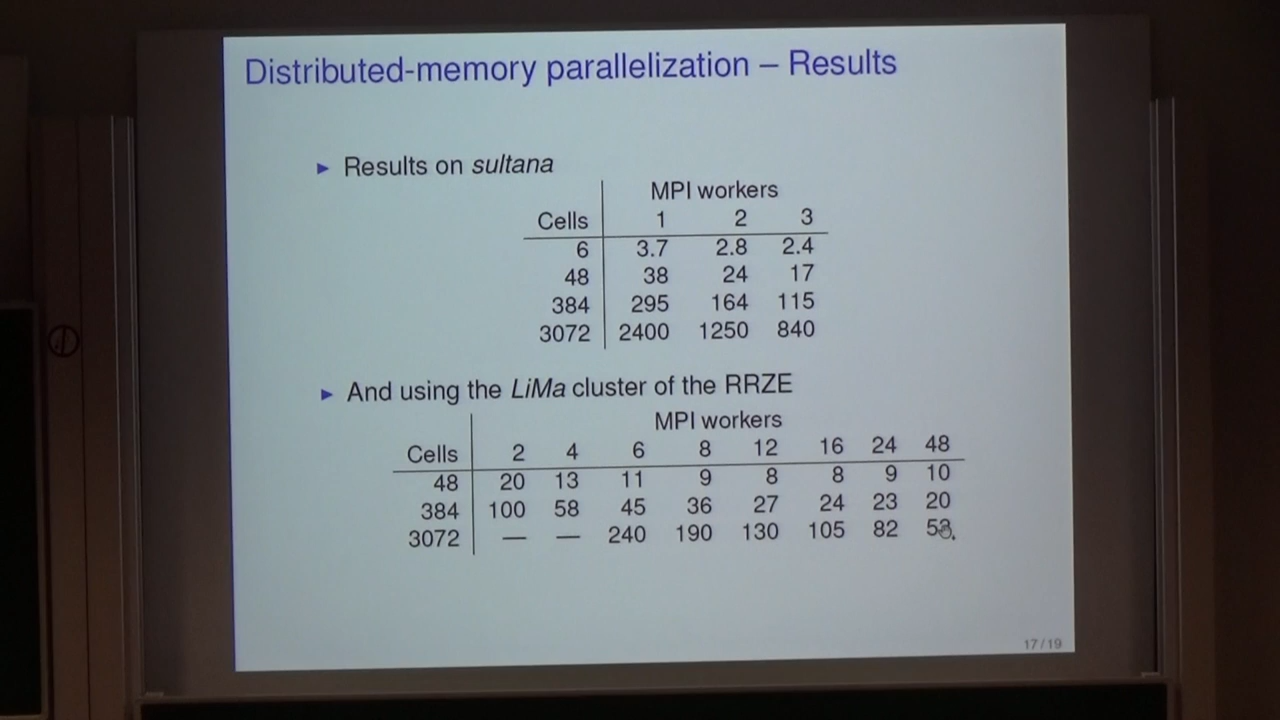 Distributed-memory parallelization – Results
► Results on sultana
MPI workers
Cells 1 2 3
6 3.7 2.8 2.4
48 38 24 17
384 295 164 115
3072 2400 1250 840
► And using the LiMa cluster of the RRZE
MPI workers
Cells 2 4 6 8 12 16 24 48
48 20 13 11 9 8 8 9 10
384 100 58 45 36 27 24 23 20
3072 — — 240 190 130 105 82
17/19